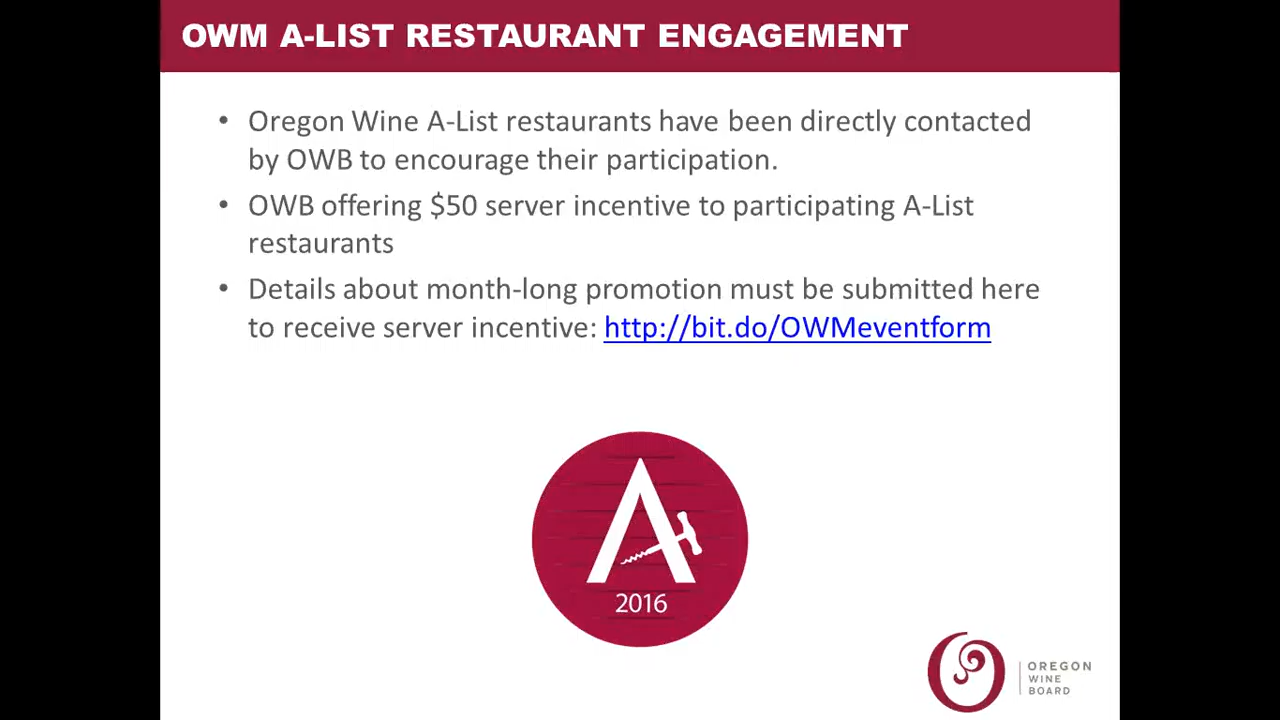 OWM A-LIST RESTAURANT ENGAGEMENT
• Oregon Wine A-List restaurants have been directly contacted
by OWB to encourage their participation.
• OWB offering $50 server incentive to participating A-List
restaurants
• Details about month-long promotion must be submitted here
to receive server incentive: http://bit.do/OWMeventform
A
2016
OREGON
WINE
BOARD